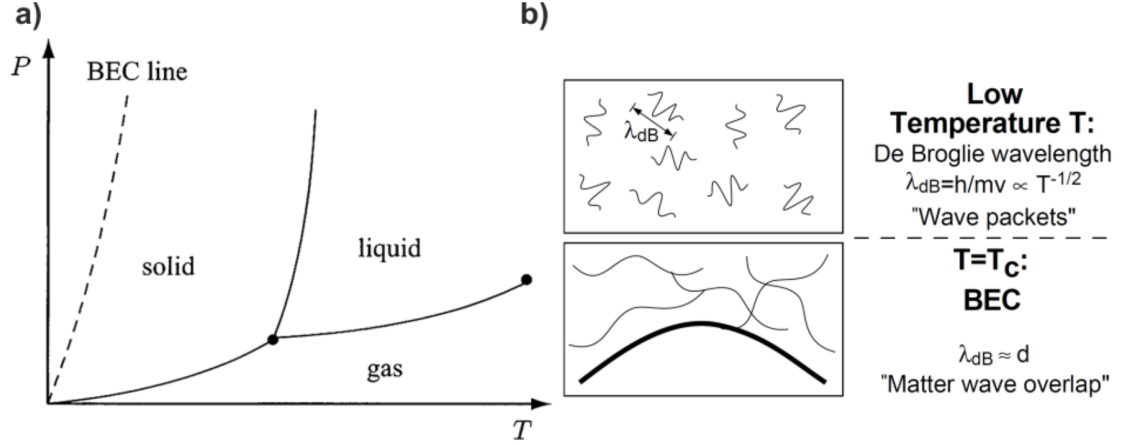 a)
P
BEC line
solid
liquid
gas
T
b)
λdB
Low
Temperature T:
De Broglie wavelength
λdB=h/mv ∝ T-1/2
"Wave packets"
T=TC:
BEC
λdB ≈ d
"Matter wave overlap"